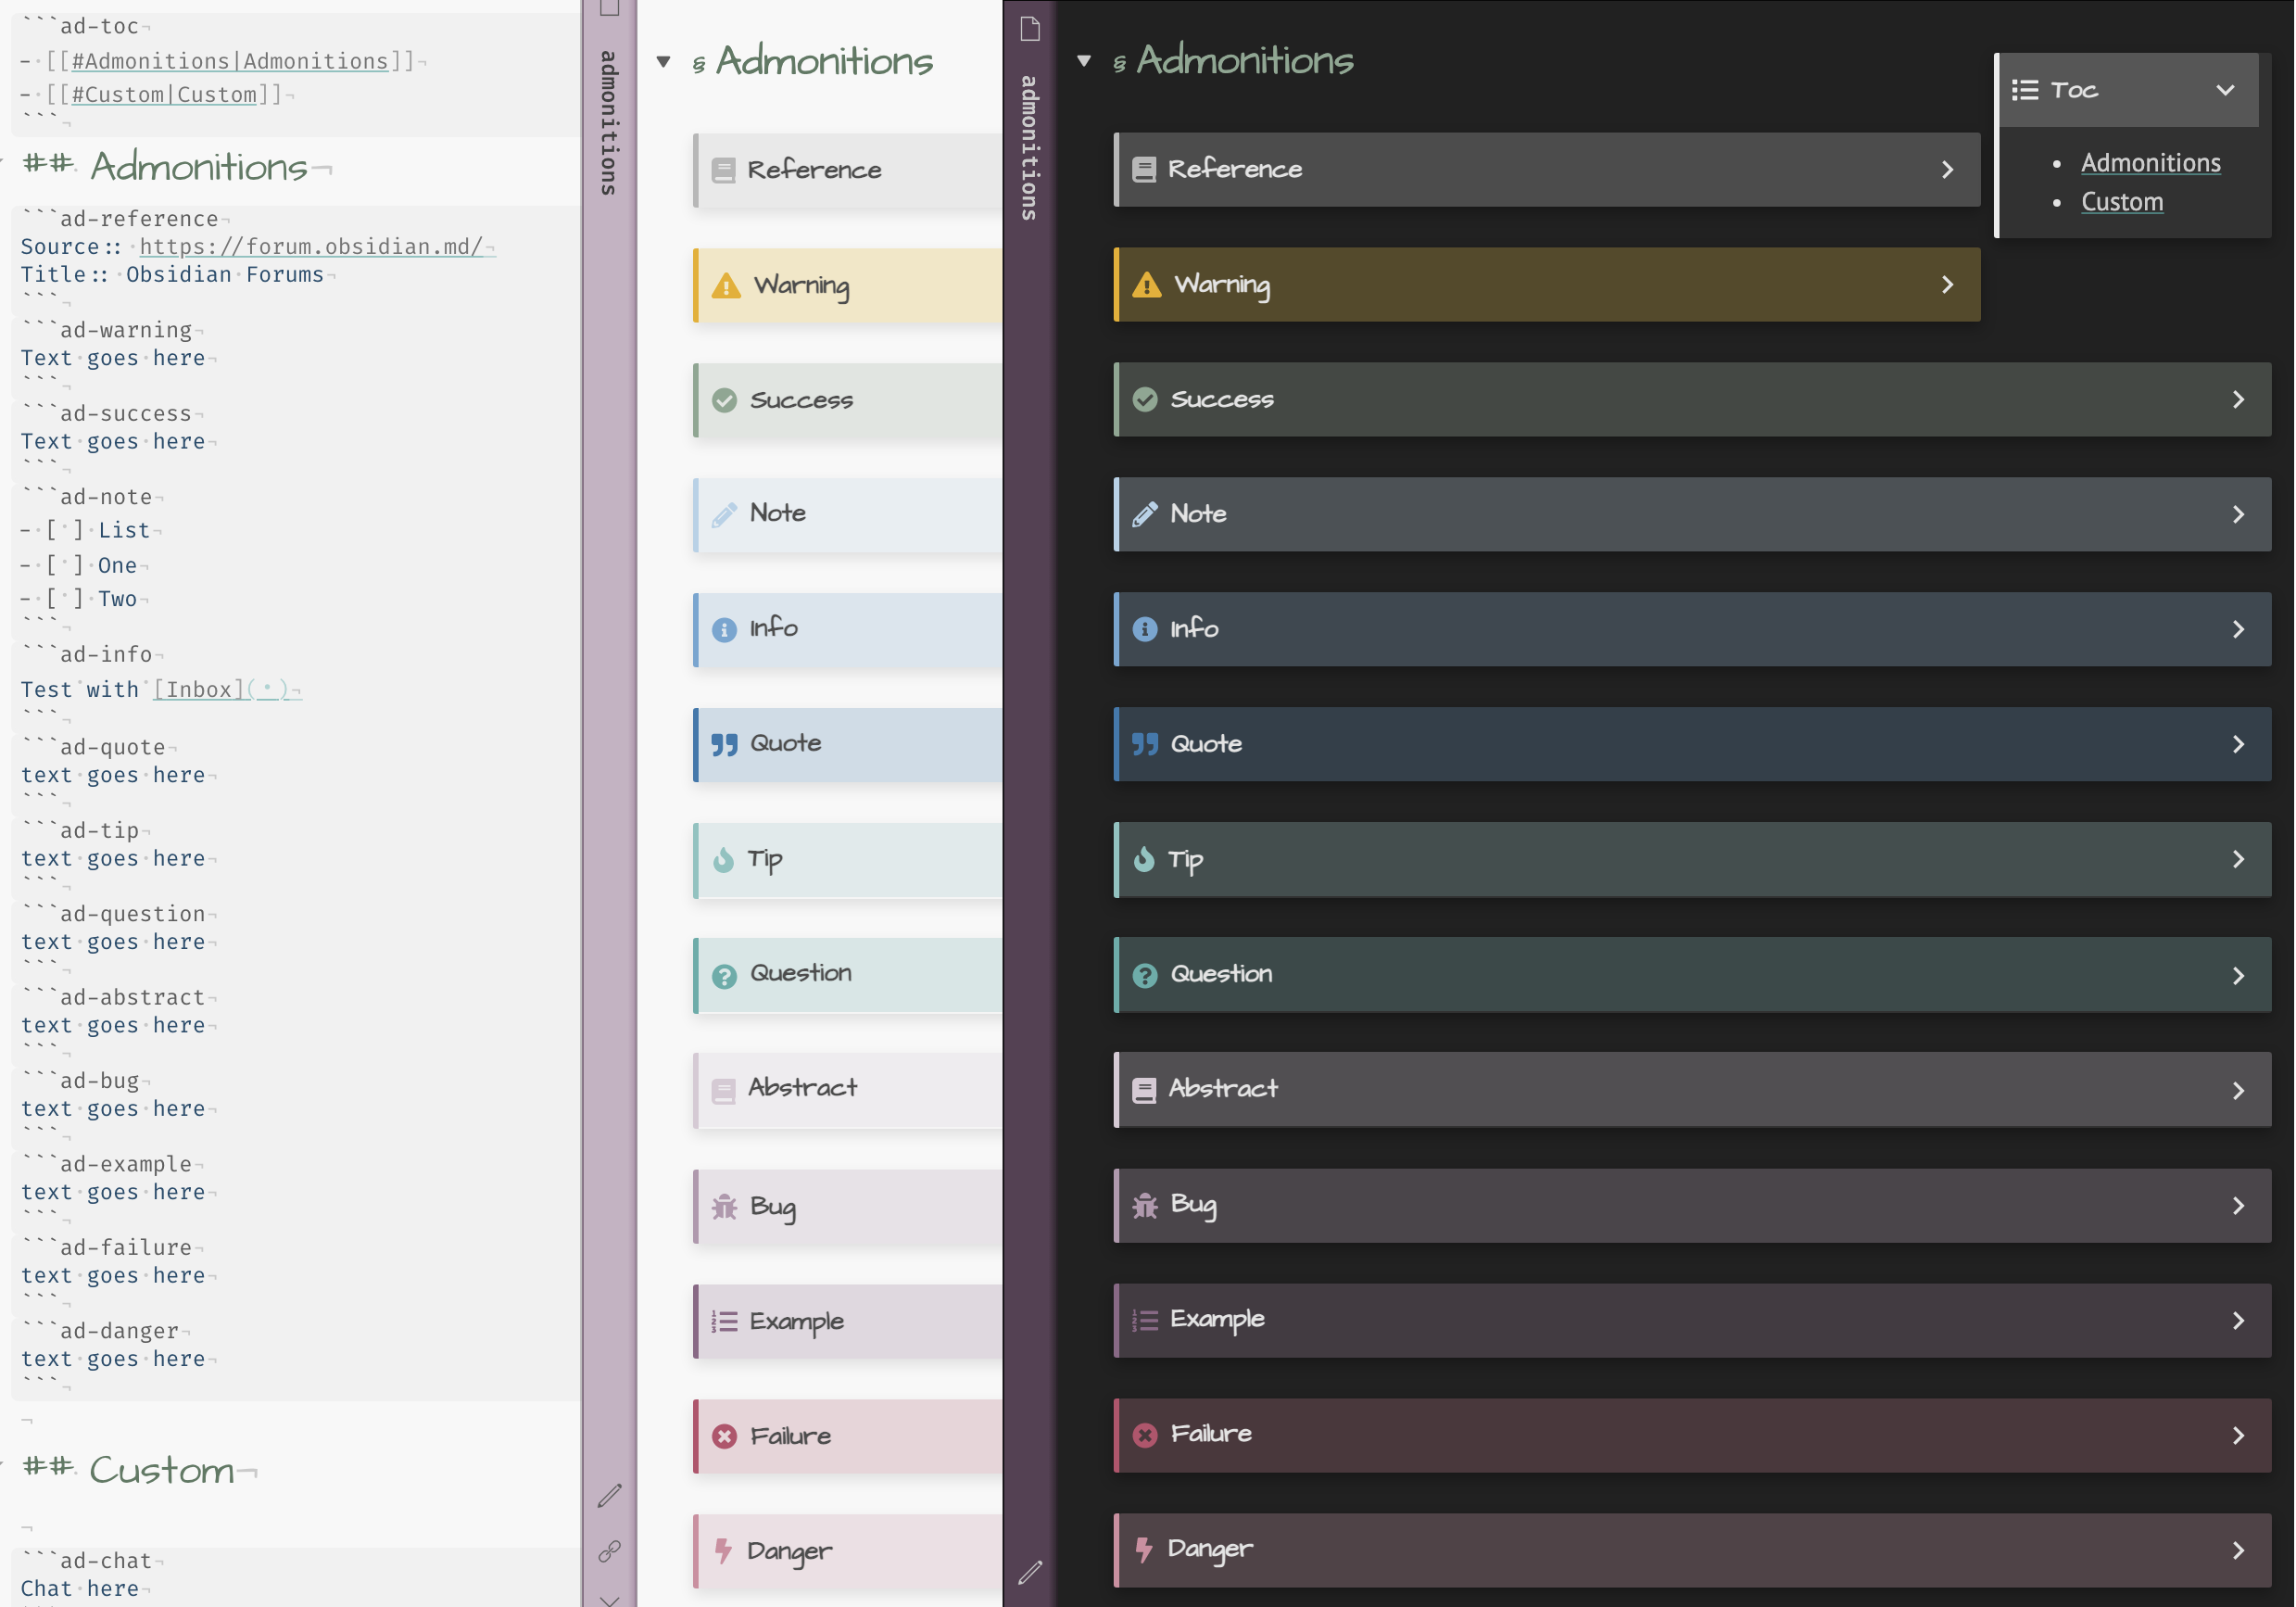 ```ad-toc
- [[#Admonitions|Admonitions]]
- [[#Custom|Custom]]
```
## Admonitions
```ad-reference
Source:: https://forum.obsidian.md/
Title:: Obsidian Forums
```
```ad-warning
Text goes here
```
```ad-success
Text goes here
```
```ad-note
- [ ] List
- [ ] One
- [ ] Two
```
```ad-info
Test with [Inbox]( )
```
```ad-quote
text goes here
```
```ad-tip
text goes here
```
```ad-question
text goes here
```
```ad-abstract
text goes here
```
```ad-bug
text goes here
```
```ad-example
text goes here
```
```ad-failure
text goes here
```
```ad-danger
text goes here
```
## Custom
```ad-chat
Chat here
admonitions
§ Admonitions
Reference
Warning
Success
Note
Info
Quote
Tip
Question
Abstract
Bug
Example
Failure
Danger
admonitions
§ Admonitions
Reference
Warning
Success
Note
Info
Quote
Tip
Question
Abstract
Bug
Example
Failure
Danger
Toc
• Admonitions
• Custom